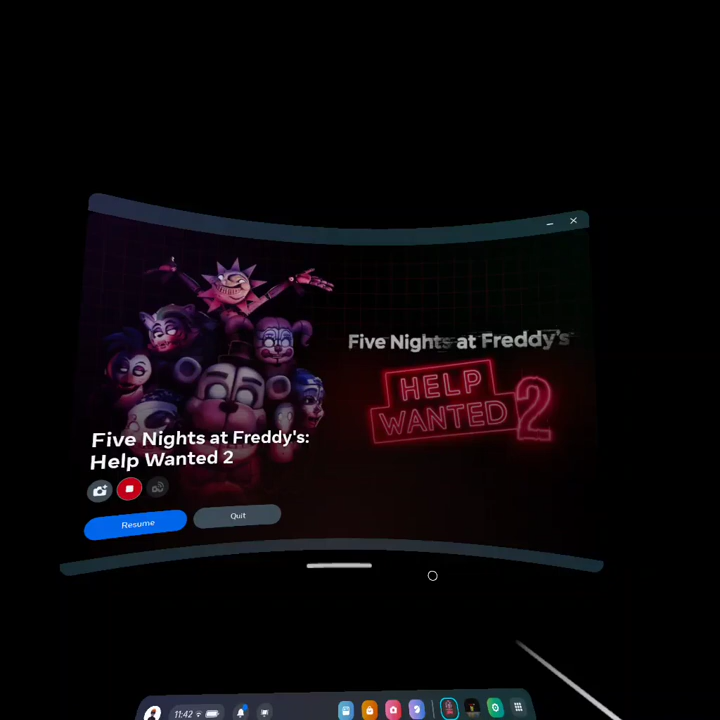 Five Nights at Freddy's
HELP
WANTED 2
Five Nights at Freddy's:
Help Wanted 2
Resume
Quit
11:42